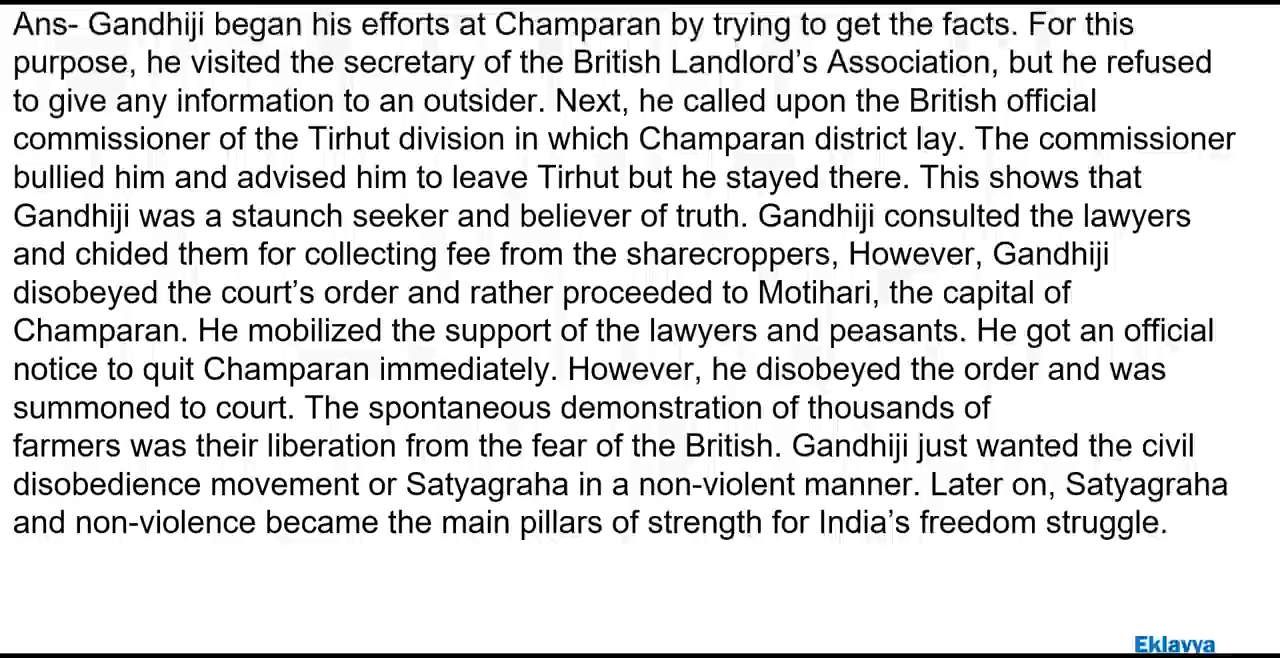 Ans- Gandhiji began his efforts at Champaran by trying to get the facts. For this
purpose, he visited the secretary of the British Landlord's Association, but he refused
to give any information to an outsider. Next, he called upon the British official
commissioner of the Tirhut division in which Champaran district lay. The commissioner
bullied him and advised him to leave Tirhut but he stayed there. This shows that
Gandhiji was a staunch seeker and believer of truth. Gandhiji consulted the lawyers
and chided them for collecting fee from the sharecroppers, However, Gandhiji
disobeyed the court's order and rather proceeded to Motihari, the capital of
Champaran. He mobilized the support of the lawyers and peasants. He got an official
notice to quit Champaran immediately. However, he disobeyed the order and was
summoned to court. The spontaneous demonstration of thousands of
farmers was their liberation from the fear of the British. Gandhiji just wanted the civil
disobedience movement or Satyagraha in a non-violent manner. Later on, Satyagraha
and non-violence became the main pillars of strength for India's freedom struggle.
Eklavya